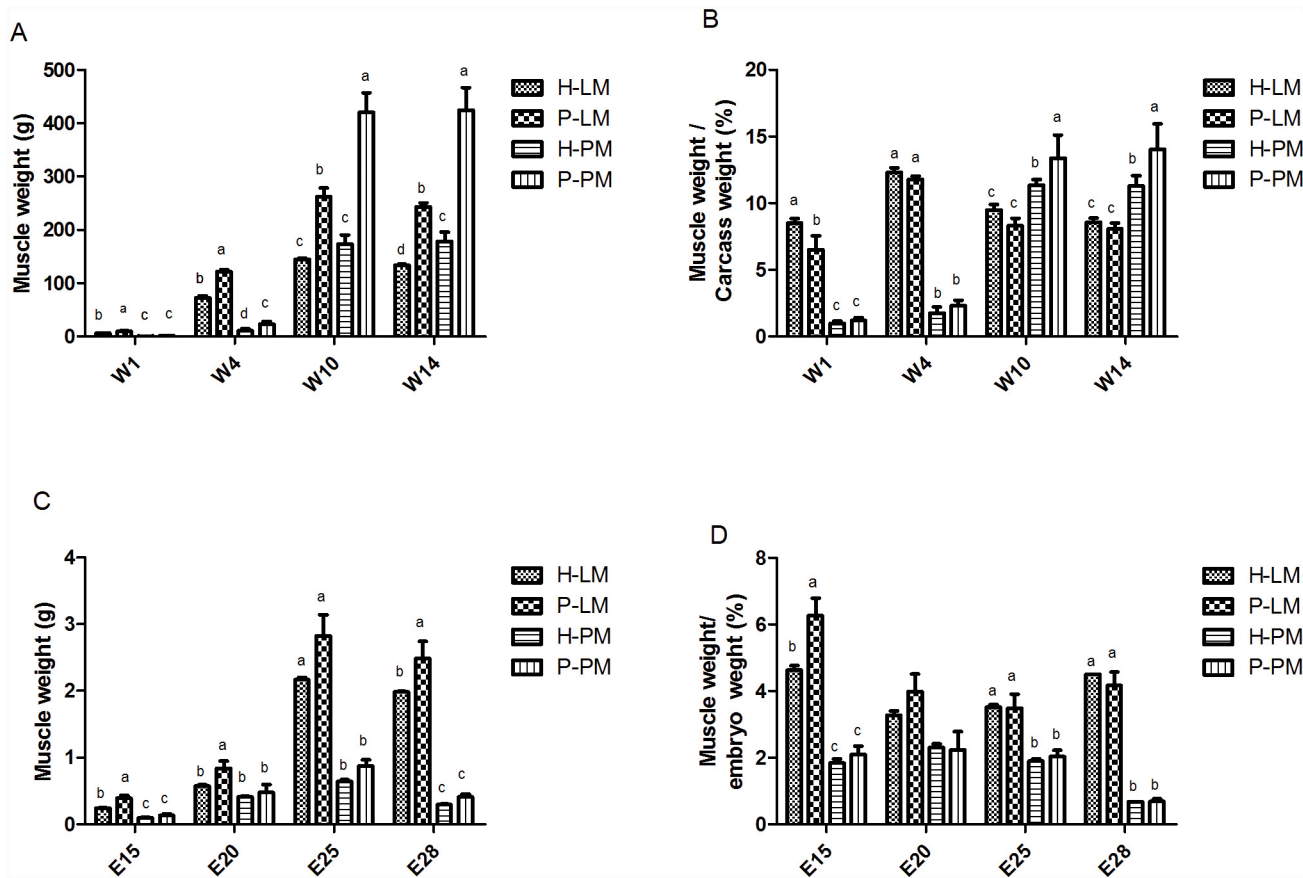 A
Muscle weight (g)
500
400
300
200
100
0
b a c c
b a d c
c b c a
d b c a
W1 W4 W10 W14
H-LM
P-LM
H-PM
P-PM
B
Muscle weight /
Carcass weight (%)
20
15
10
5
0
a b c c
a a b b
c c b a
c c b a
W1 W4 W10 W14
H-LM
P-LM
H-PM
P-PM
C
Muscle weight (g)
4
3
2
1
0
b a c c
b a b b
a a b b
b a c c
E15 E20 E25 E28
H-LM
P-LM
H-PM
P-PM
D
Muscle weight/
embryo weght (%)
8
6
4
2
0
b a c c
a a b b
a a b b
E15 E20 E25 E28
H-LM
P-LM
H-PM
P-PM